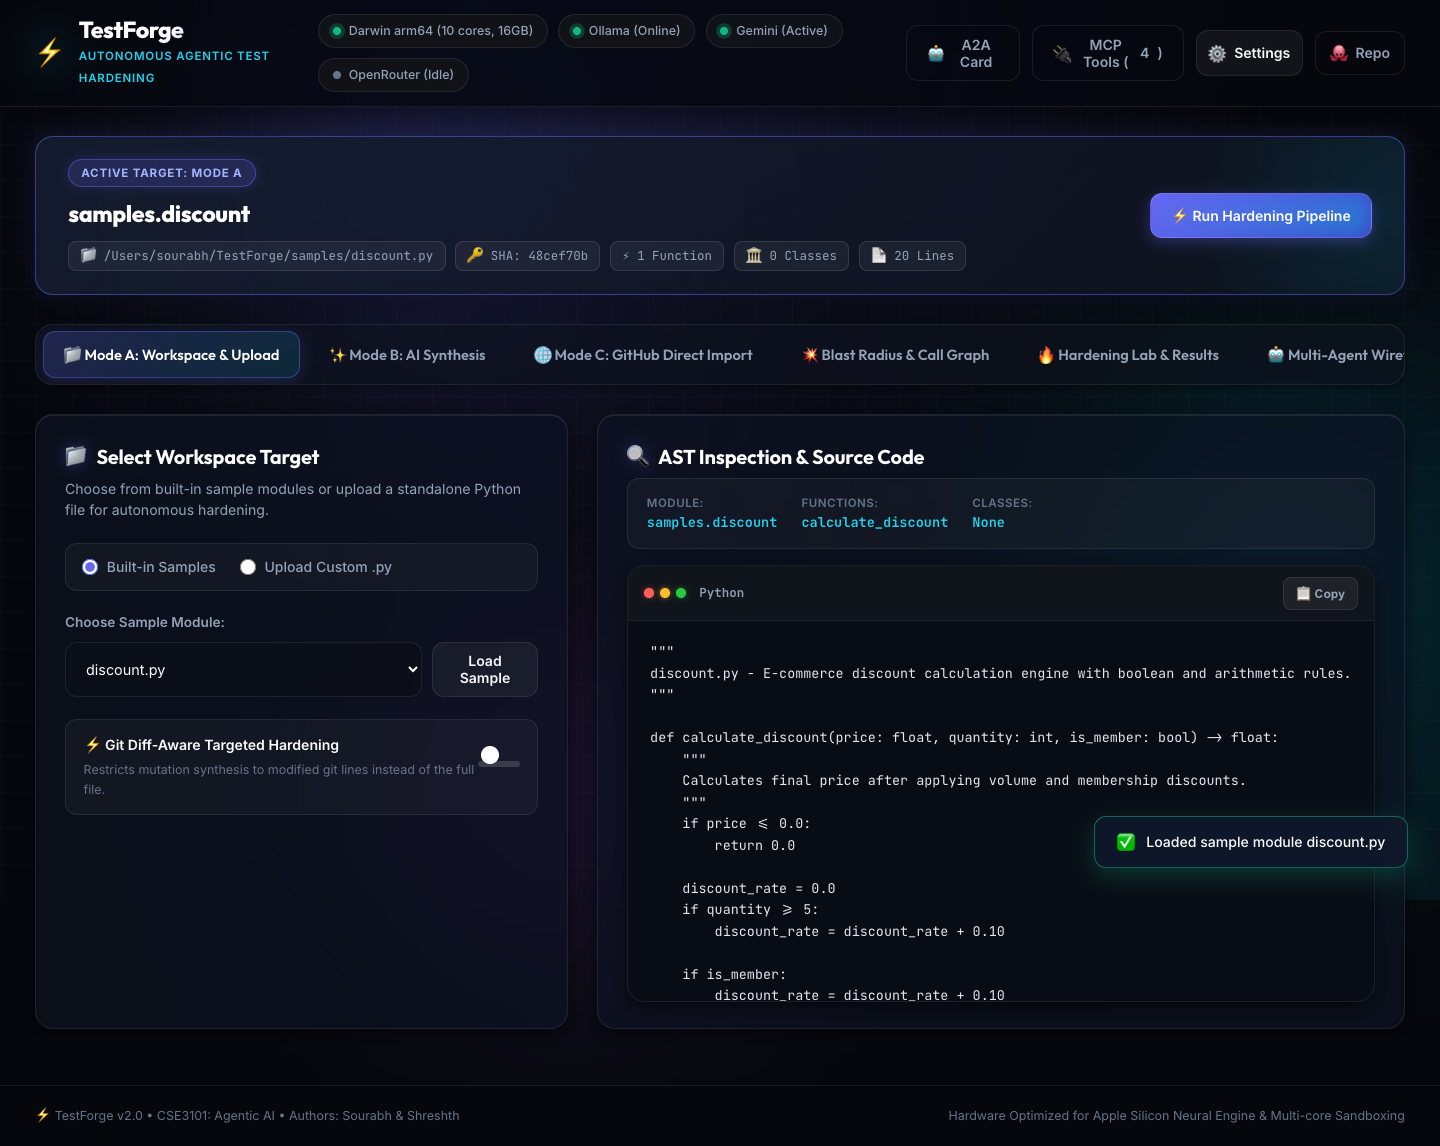 TestForge
AUTONOMOUS AGENTIC TEST
HARDENING
Darwin arm64 (10 cores, 16GB)
Ollama (Online)
Gemini (Active)
OpenRouter (Idle)
A2A
Card
MCP
Tools ( 4 )
Settings
Repo
ACTIVE TARGET: MODE A
samples.discount
/Users/sourabh/TestForge/samples/discount.py
SHA: 48cef70b
⚡ 1 Function
0 Classes
20 Lines
⚡ Run Hardening Pipeline
Mode A: Workspace & Upload
Mode B: AI Synthesis
Mode C: GitHub Direct Import
Blast Radius & Call Graph
Hardening Lab & Results
Multi-Agent Wire
Select Workspace Target
Choose from built-in sample modules or upload a standalone Python
file for autonomous hardening.
Built-in Samples
Upload Custom .py
Choose Sample Module:
discount.py
Load
Sample
⚡ Git Diff-Aware Targeted Hardening
Restricts mutation synthesis to modified git lines instead of the full
file.
AST Inspection & Source Code
MODULE:
samples.discount
FUNCTIONS:
calculate_discount
CLASSES:
None
Python
Copy
"""
discount.py - E-commerce discount calculation engine with boolean and arithmetic rules.
"""
def calculate_discount(price: float, quantity: int, is_member: bool) -> float:
"""
Calculates final price after applying volume and membership discounts.
"""
if price <= 0.0:
return 0.0
discount_rate = 0.0
if quantity >= 5:
discount_rate = discount_rate + 0.10
if is_member:
discount_rate = discount_rate + 0.10
Loaded sample module discount.py
⚡ TestForge v2.0 • CSE3101: Agentic AI • Authors: Sourabh & Shreshth
Hardware Optimized for Apple Silicon Neural Engine & Multi-core Sandboxing